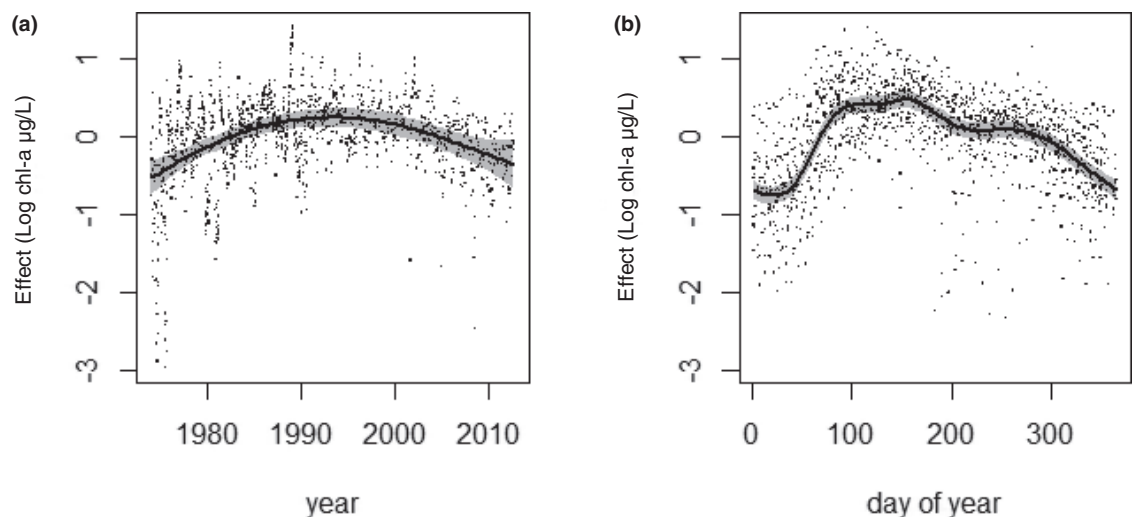 (a)
Effect (Log chl-a µg/L)
1
0
-1
-2
-3
1980 1990 2000 2010
year
(b)
Effect (Log chl-a µg/L)
1
0
-1
-2
-3
0 100 200 300
day of year